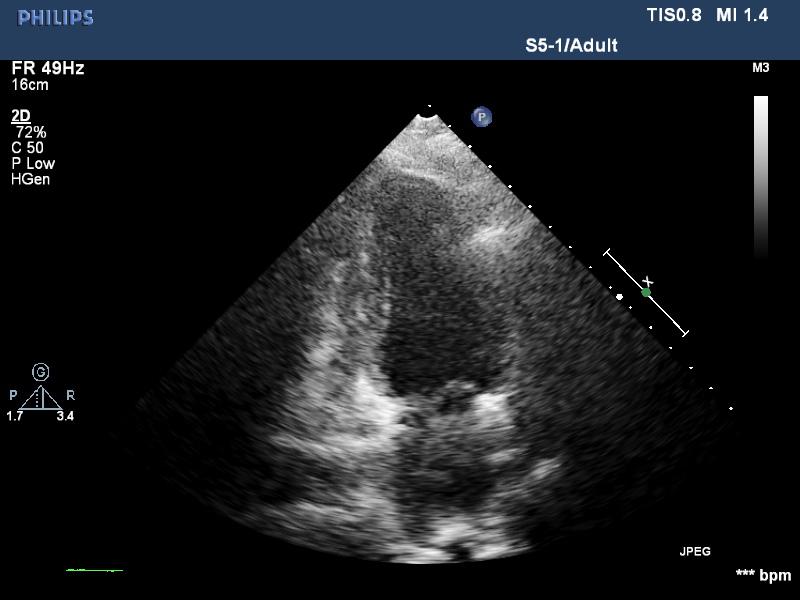 PHILIPS
TIS0.8 MI 1.4
S5-1/Adult
FR 49Hz
16cm
M3
2D
72%
C 50
P Low
HGen
P
G
P R
1.7 3.4
X
JPEG
*** bpm